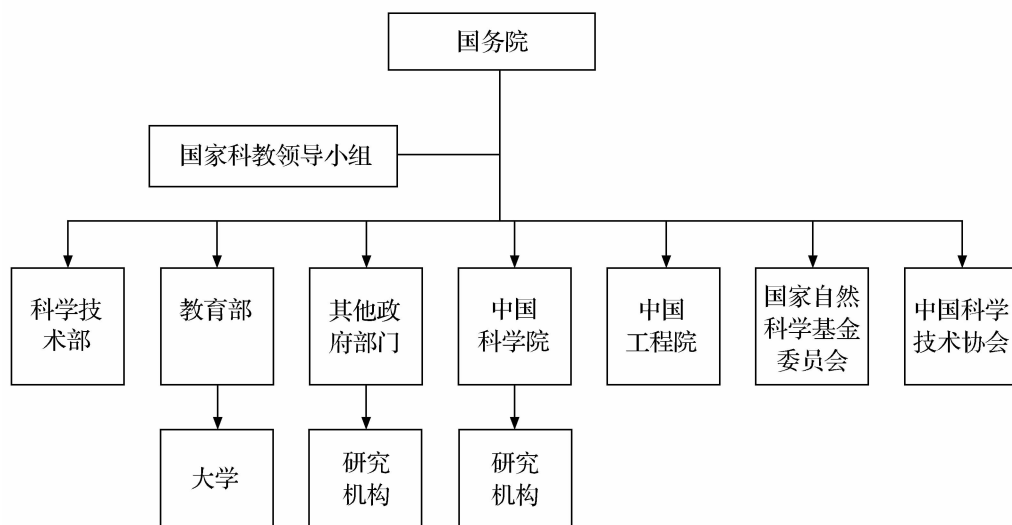 国务院
国家科教领导小组
科学技
术部
教育部
其他政
府部门
中国
科学院
中国
工程院
国家自然
科学基金
委员会
中国科学
技术协会
大学
研究
机构
研究
机构